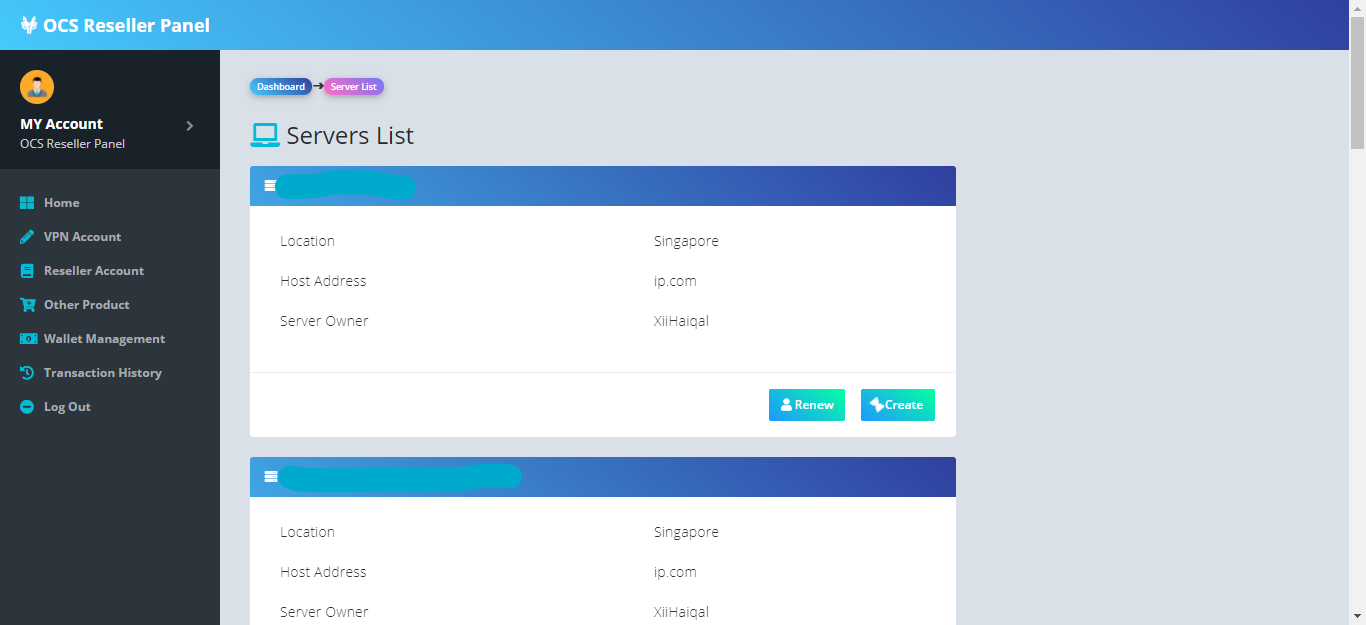 OCS Reseller Panel
MY Account
OCS Reseller Panel
Home
VPN Account
Reseller Account
Other Product
Wallet Management
Transaction History
Log Out
Dashboard → Server List
Servers List
Location Singapore
Host Address ip.com
Server Owner XiiHaiqal
Renew Create
Location Singapore
Host Address ip.com
Server Owner XiiHaiqal